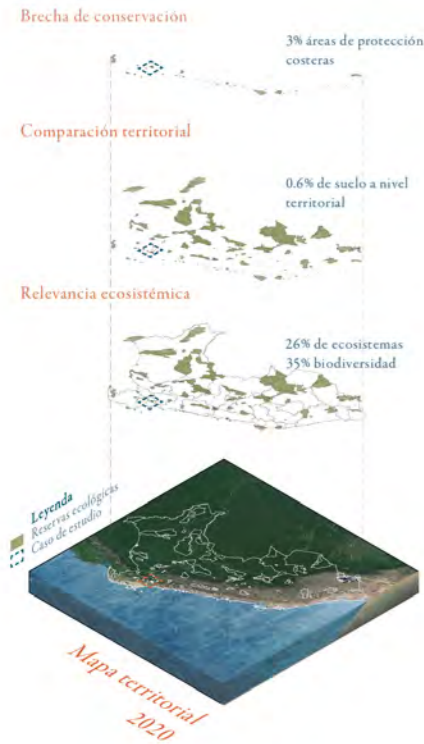 Brecha de conservación
3% áreas de protección
costeras
Comparación territorial
0.6% de suelo a nivel
territorial
Relevancia ecosistémica
26% de ecosistemas
35% biodiversidad
Leyenda
Reservas ecológicas
Caso de estudio
Mapa territorial
2020